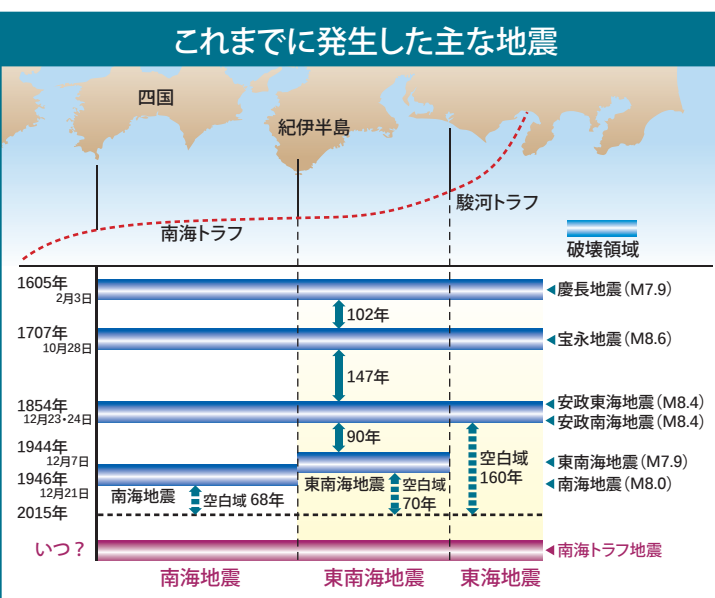 これまでに発生した主な地震
四国
紀伊半島
駿河トラフ
南海トラフ
破壊領域
1605年
2月3日
慶長地震（M7.9）
102年
1707年
10月28日
宝永地震（M8.6）
147年
1854年
12月23・24日
安政東海地震（M8.4）
安政南海地震（M8.4）
90年
1944年
12月7日
東南海地震（M7.9）
空白域
160年
1946年
12月21日
南海地震（M8.0）
南海地震
空白域 68年
東南海地震
空白域
70年
2015年
いつ？
南海トラフ地震
南海地震
東南海地震
東海地震